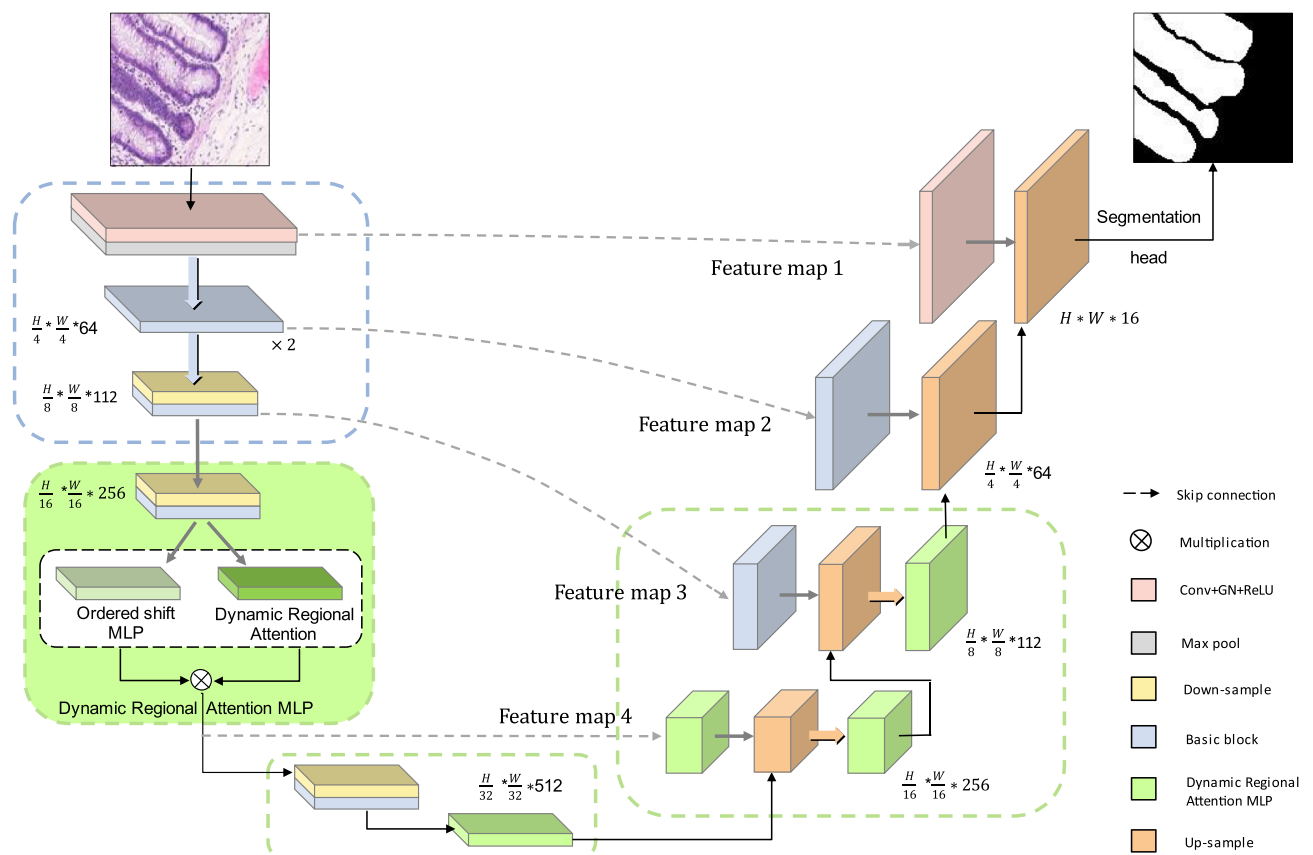 Feature map 1
Segmentation
head
H ∗ W ∗ 16
H/4 * W/4 *64
× 2
H/8 * W/8 *112
Feature map 2
H/4 * W/4 *64
H/16 *W/16 ∗ 256
Ordered shift
MLP
Dynamic Regional
Attention
Dynamic Regional Attention MLP
Feature map 3
H/8 * W/8 *112
Feature map 4
H/16 *W/16 ∗ 256
H/32 *W/32 *512
Skip connection
Multiplication
Conv+GN+ReLU
Max pool
Down-sample
Basic block
Dynamic Regional
Attention MLP
Up-sample